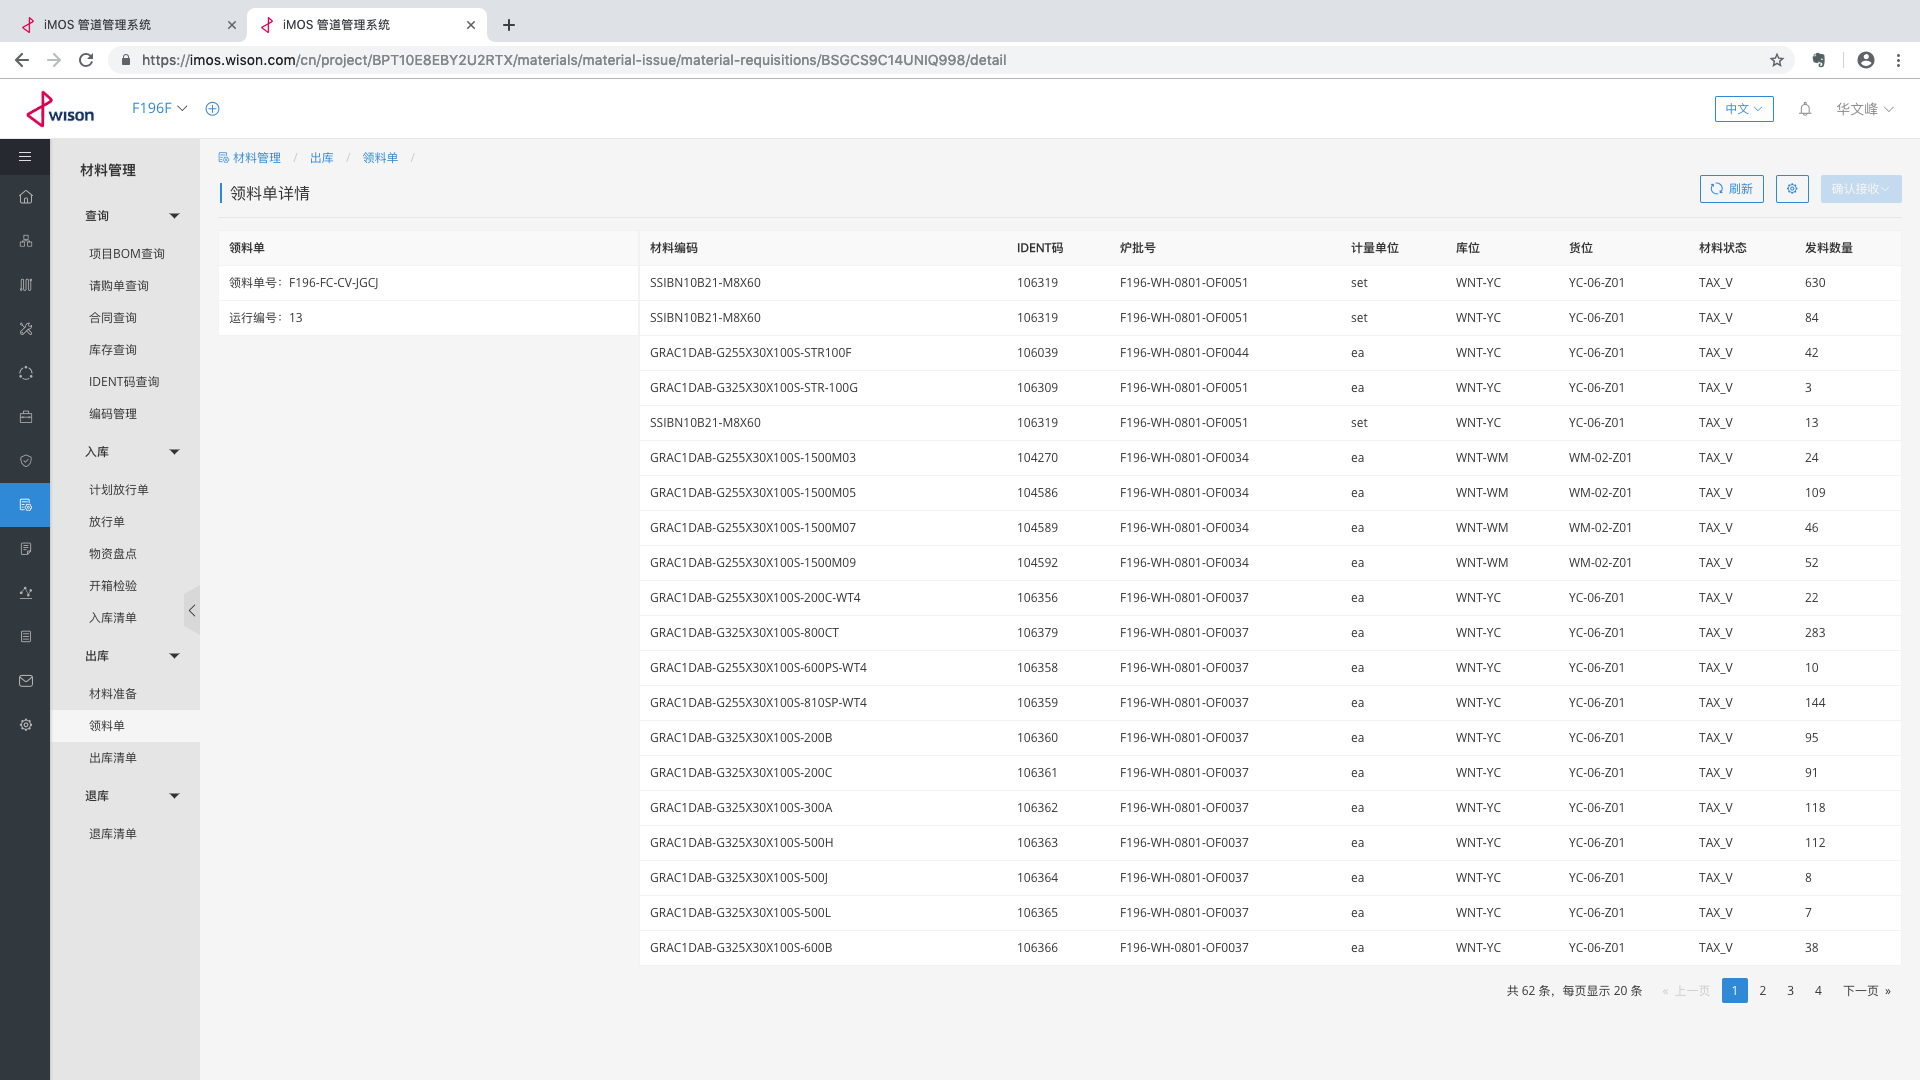 iMOS 管道管理系统
iMOS 管道管理系统
https://imos.wison.com/cn/project/BPT10E8EBY2U2RTX/materials/material-issue/material-requisitions/BSGCS9C14UNIQ998/detail
wison
F196F
中文
华文峰
材料管理
查询
项目BOM查询
请购单查询
合同查询
库存查询
IDENT码查询
编码管理
入库
计划放行单
放行单
物资盘点
开箱检验
入库清单
出库
材料准备
领料单
出库清单
退库
退库清单
材料管理 / 出库 / 领料单 /
领料单详情
刷新
确认接收
领料单
领料单号：F196-FC-CV-JGCJ
运行编号：13
材料编码 IDENT码 炉批号 计量单位 库位 货位 材料状态 发料数量
SSIBN10B21-M8X60 106319 F196-WH-0801-OF0051 set WNT-YC YC-06-Z01 TAX_V 630
SSIBN10B21-M8X60 106319 F196-WH-0801-OF0051 set WNT-YC YC-06-Z01 TAX_V 84
GRAC1DAB-G255X30X100S-STR100F 106039 F196-WH-0801-OF0044 ea WNT-YC YC-06-Z01 TAX_V 42
GRAC1DAB-G325X30X100S-STR-100G 106309 F196-WH-0801-OF0051 ea WNT-YC YC-06-Z01 TAX_V 3
SSIBN10B21-M8X60 106319 F196-WH-0801-OF0051 set WNT-YC YC-06-Z01 TAX_V 13
GRAC1DAB-G255X30X100S-1500M03 104270 F196-WH-0801-OF0034 ea WNT-WM WM-02-Z01 TAX_V 24
GRAC1DAB-G255X30X100S-1500M05 104586 F196-WH-0801-OF0034 ea WNT-WM WM-02-Z01 TAX_V 109
GRAC1DAB-G255X30X100S-1500M07 104589 F196-WH-0801-OF0034 ea WNT-WM WM-02-Z01 TAX_V 46
GRAC1DAB-G255X30X100S-1500M09 104592 F196-WH-0801-OF0034 ea WNT-WM WM-02-Z01 TAX_V 52
GRAC1DAB-G255X30X100S-200C-WT4 106356 F196-WH-0801-OF0037 ea WNT-YC YC-06-Z01 TAX_V 22
GRAC1DAB-G325X30X100S-800CT 106379 F196-WH-0801-OF0037 ea WNT-YC YC-06-Z01 TAX_V 283
GRAC1DAB-G255X30X100S-600PS-WT4 106358 F196-WH-0801-OF0037 ea WNT-YC YC-06-Z01 TAX_V 10
GRAC1DAB-G255X30X100S-810SP-WT4 106359 F196-WH-0801-OF0037 ea WNT-YC YC-06-Z01 TAX_V 144
GRAC1DAB-G325X30X100S-200B 106360 F196-WH-0801-OF0037 ea WNT-YC YC-06-Z01 TAX_V 95
GRAC1DAB-G325X30X100S-200C 106361 F196-WH-0801-OF0037 ea WNT-YC YC-06-Z01 TAX_V 91
GRAC1DAB-G325X30X100S-300A 106362 F196-WH-0801-OF0037 ea WNT-YC YC-06-Z01 TAX_V 118
GRAC1DAB-G325X30X100S-500H 106363 F196-WH-0801-OF0037 ea WNT-YC YC-06-Z01 TAX_V 112
GRAC1DAB-G325X30X100S-500J 106364 F196-WH-0801-OF0037 ea WNT-YC YC-06-Z01 TAX_V 8
GRAC1DAB-G325X30X100S-500L 106365 F196-WH-0801-OF0037 ea WNT-YC YC-06-Z01 TAX_V 7
GRAC1DAB-G325X30X100S-600B 106366 F196-WH-0801-OF0037 ea WNT-YC YC-06-Z01 TAX_V 38
共 62 条，每页显示 20 条 « 上一页 1 2 3 4 下一页 »